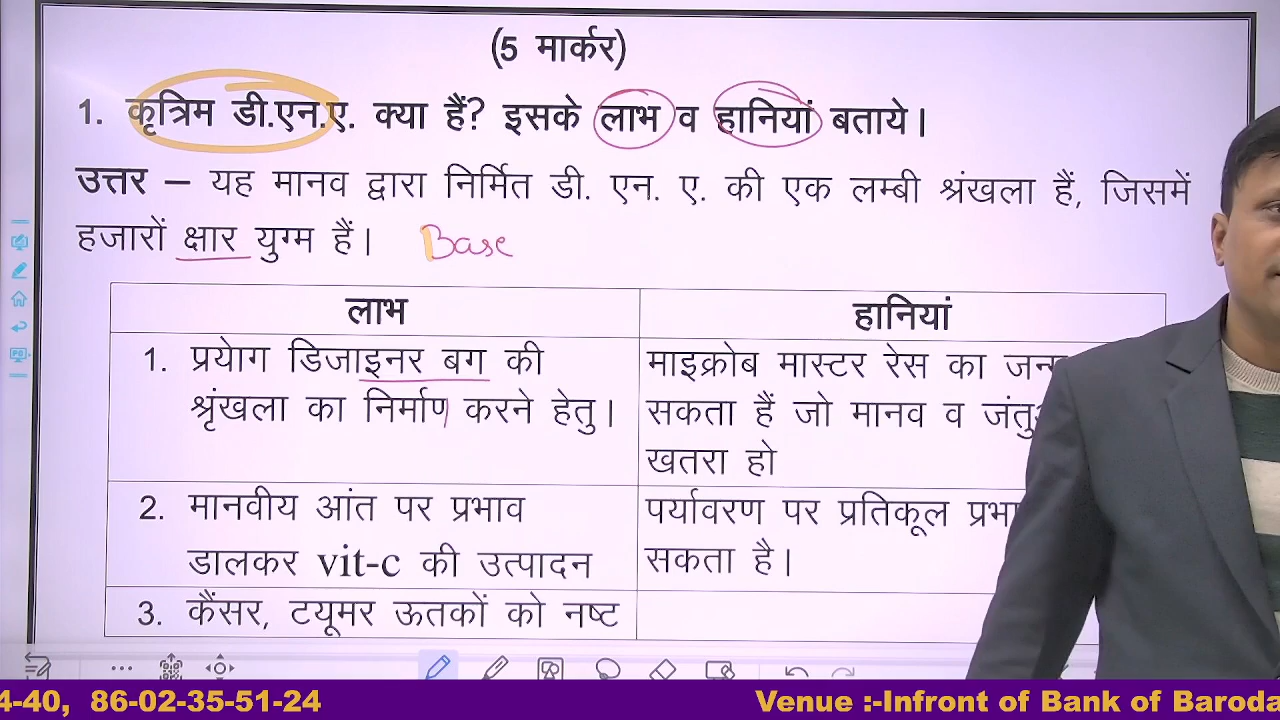 (5 मार्कर)
1. कृत्रिम डी.एन.ए. क्या हैं? इसके लाभ व हानियां बताये।
उत्तर – यह मानव द्वारा निर्मित डी. एन. ए. की एक लम्बी श्रंखला हैं, जिसमें
हजारों क्षार युग्म हैं। Base
लाभ
हानियां
1. प्रयेाग डिजाइनर बग की
श्रृंखला का निर्माण करने हेतु।
माइक्रोब मास्टर रेस का
सकता हैं जो मानव व
खतरा हो
2. मानवीय आंत पर प्रभाव
डालकर vit-c की उत्पादन
पर्यावरण पर प्रतिकूल
सकता है।
3. कैंसर, टयूमर ऊतकों को नष्ट
4-40, 86-02-35-51-24
Venue :-Infront of Bank of Baroda